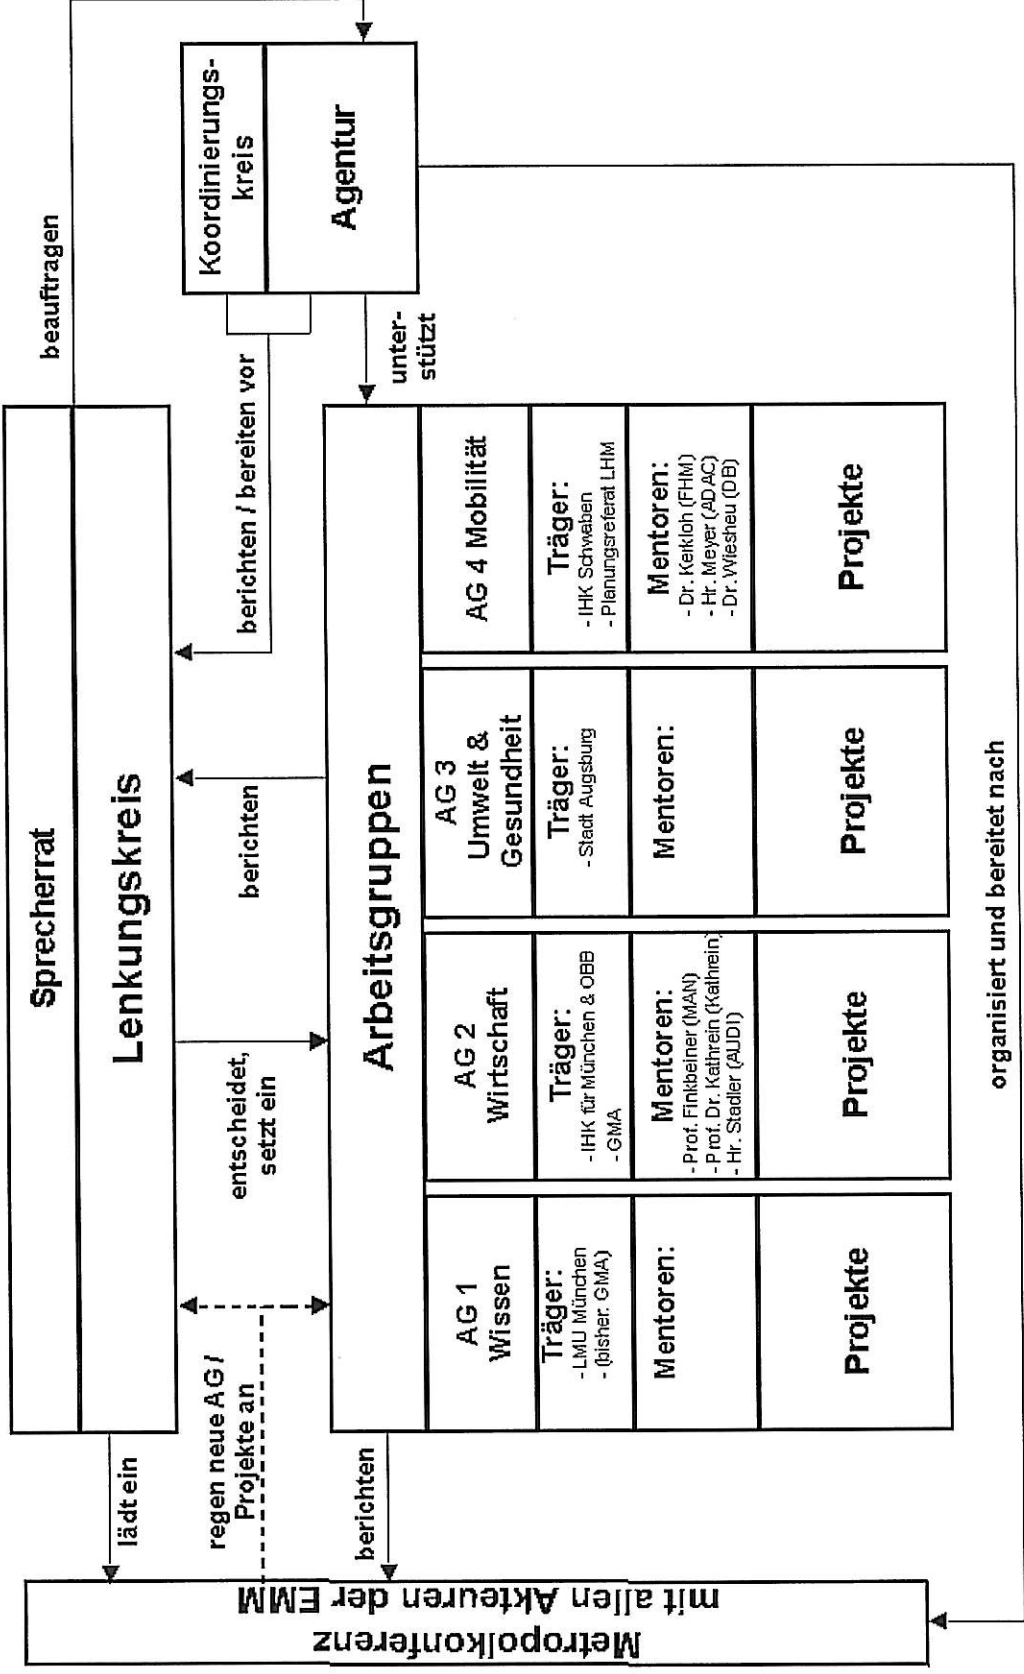 Metropolkonferenz
mit allen Akteuren der EMM
lädt ein
regen neue AG /
Projekte an
berichten
Sprecherrat
Lenkungskreis
entscheidet,
setzt ein
berichten
berichten / bereiten vor
beauftragen
Koordinierungs-
kreis
Agentur
unter-
stützt
Arbeitsgruppen
AG 1
Wissen
Träger:
- LMU München
- (bisher: GMA)
Mentoren:
Projekte
AG 2
Wirtschaft
Träger:
- IHK für München & OBB
- GMA
Mentoren:
- Prof. Finkbeiner (MAN)
- Prof. Dr. Kathrein (Kathrein)
- Hr. Stadler (AUDI)
Projekte
AG 3
Umwelt &
Gesundheit
Träger:
- Stadt Augsburg
Mentoren:
Projekte
AG 4 Mobilität
Träger:
- IHK Schwaben
- Planungsreferat LHM
Mentoren:
- Dr. Kerkloh (FHM)
- Hr. Meyer (ADAC)
- Dr. Wiesheu (DB)
Projekte
organisiert und bereitet nach